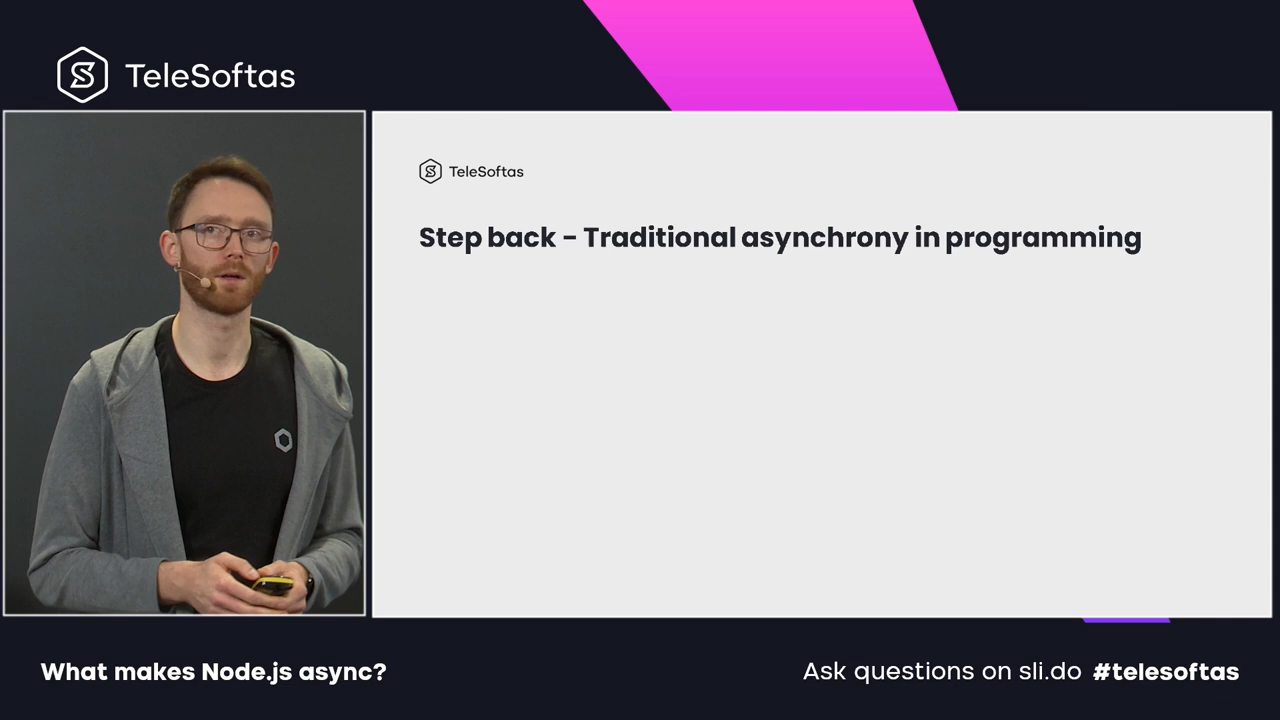 TeleSoftas
TeleSoftas
Step back – Traditional asynchrony in programming
What makes Node.js async?
Ask questions on sli.do #telesoftas